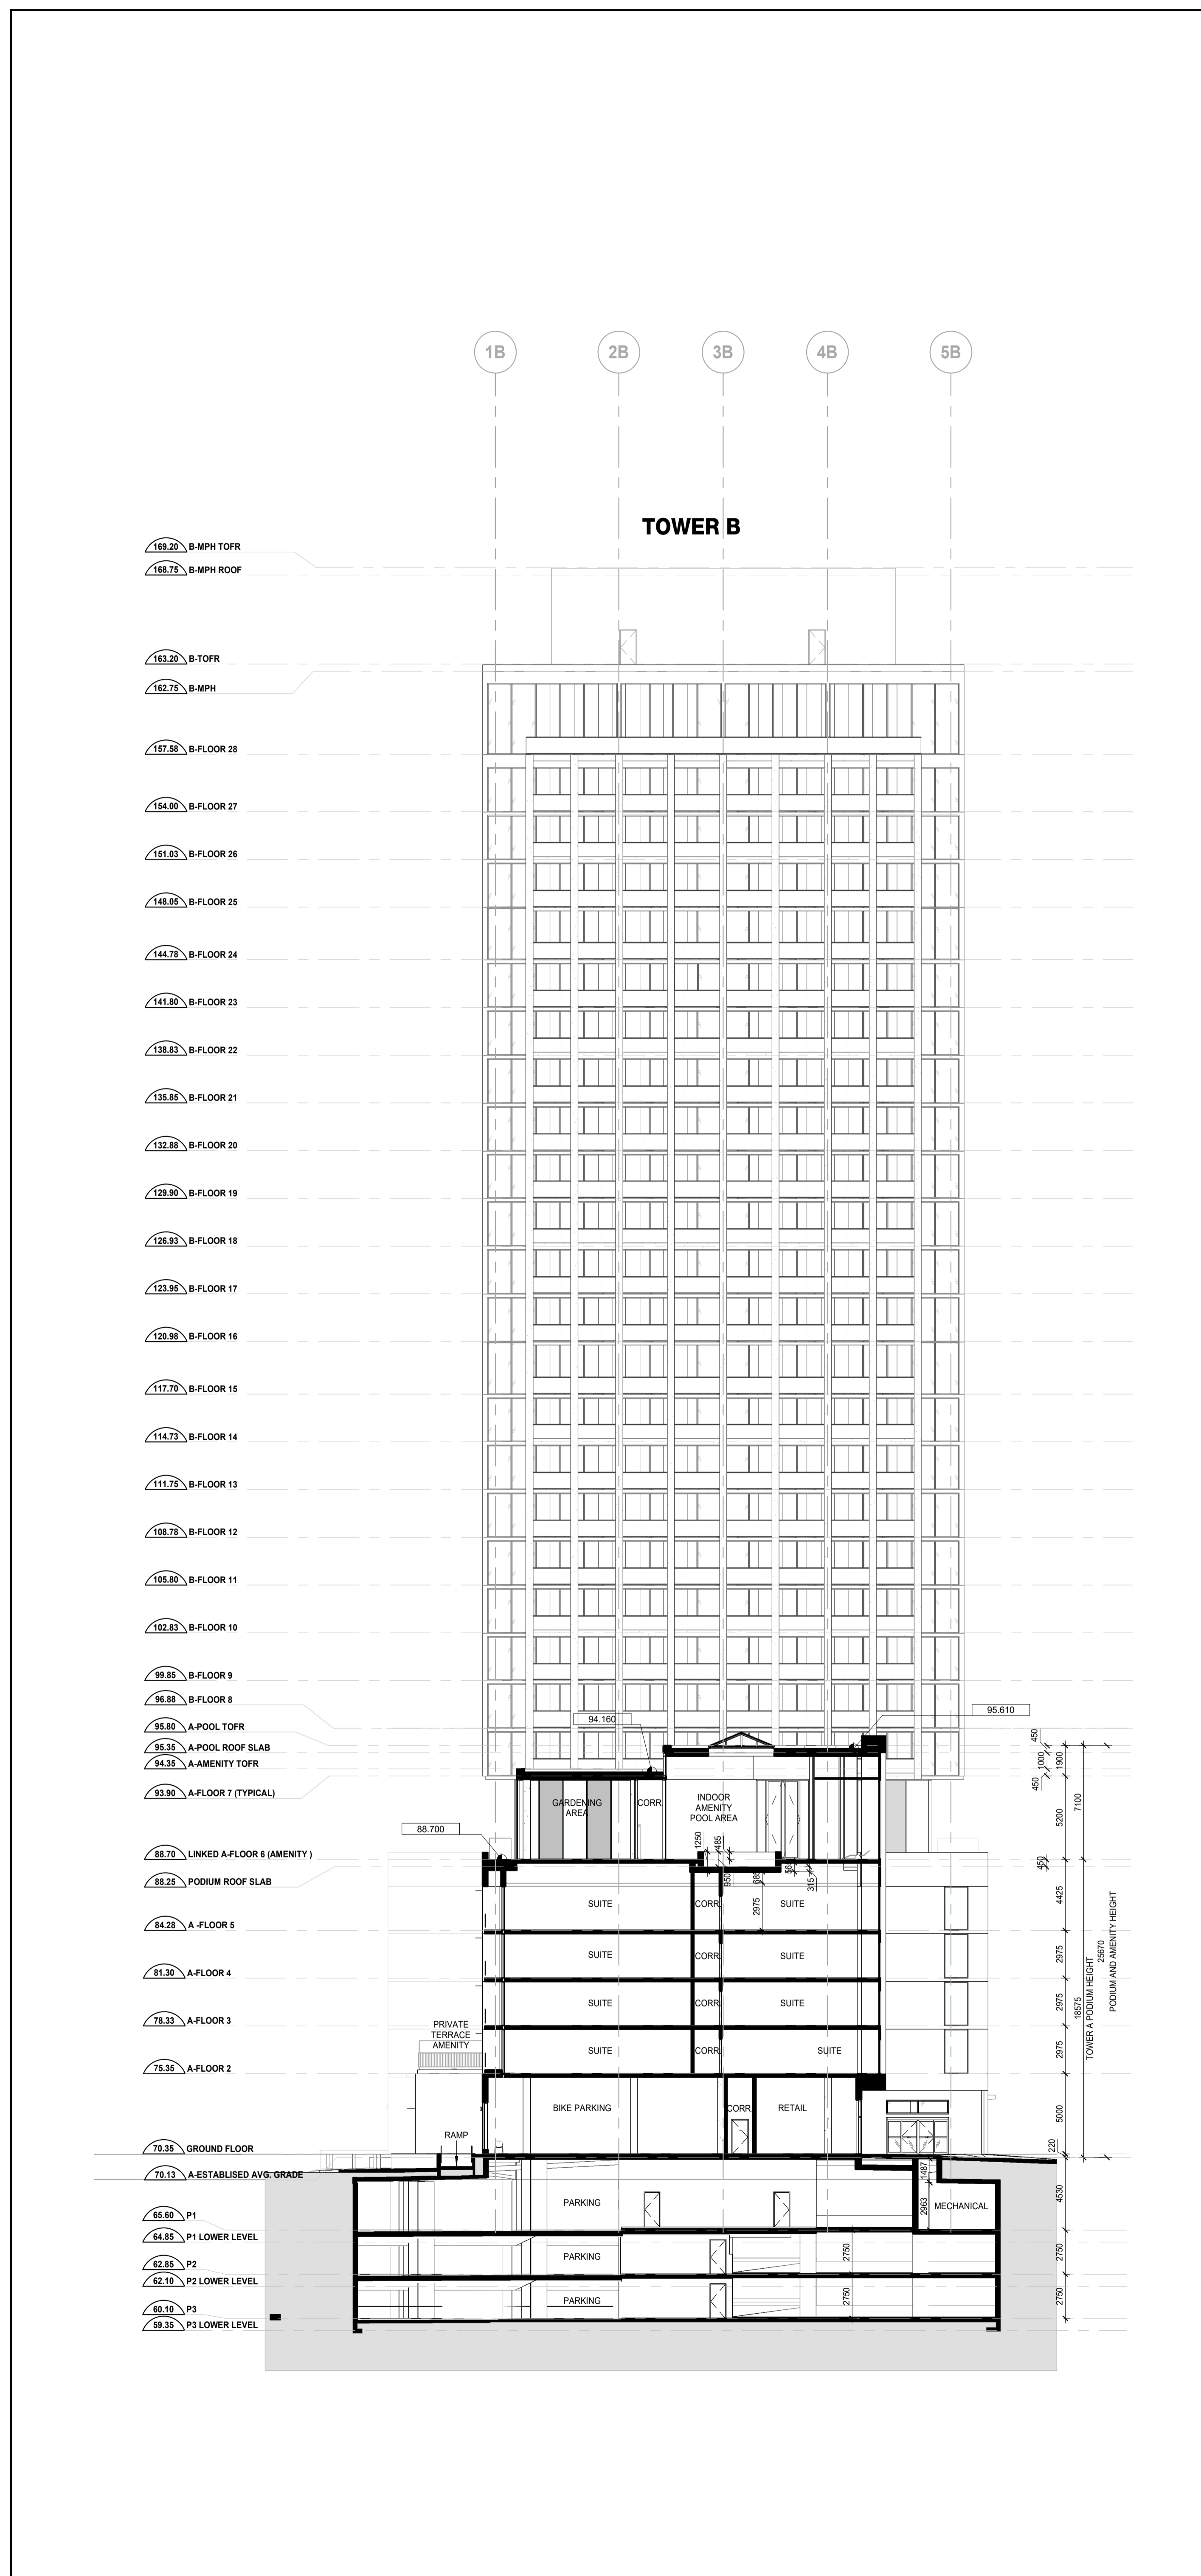 1B 2B 3B 4B 5B
TOWER B
169.20 B-MPH TOFR
168.75 B-MPH ROOF
163.20 B-TOFR
162.75 B-MPH
157.58 B-FLOOR 28
154.00 B-FLOOR 27
151.03 B-FLOOR 26
148.05 B-FLOOR 25
144.78 B-FLOOR 24
141.80 B-FLOOR 23
138.83 B-FLOOR 22
135.85 B-FLOOR 21
132.88 B-FLOOR 20
129.90 B-FLOOR 19
126.93 B-FLOOR 18
123.95 B-FLOOR 17
120.98 B-FLOOR 16
117.70 B-FLOOR 15
114.73 B-FLOOR 14
111.75 B-FLOOR 13
108.78 B-FLOOR 12
105.80 B-FLOOR 11
102.83 B-FLOOR 10
99.85 B-FLOOR 9
96.88 B-FLOOR 8
95.80 A-POOL TOFR
95.35 A-POOL ROOF SLAB
94.35 A-AMENITY TOFR
93.90 A-FLOOR 7 (TYPICAL)
88.70 LINKED A-FLOOR 6 (AMENITY )
88.25 PODIUM ROOF SLAB
84.28 A -FLOOR 5
81.30 A-FLOOR 4
78.33 A-FLOOR 3
75.35 A-FLOOR 2
70.35 GROUND FLOOR
70.13 A-ESTABLISED AVG. GRADE
65.60 P1
64.85 P1 LOWER LEVEL
62.85 P2
62.10 P2 LOWER LEVEL
60.10 P3
59.35 P3 LOWER LEVEL
94.160
95.610
88.700
GARDENING
AREA
CORR.
INDOOR
AMENITY
POOL AREA
1250
485
950
685
565
315
2975
SUITE CORR. SUITE
SUITE CORR. SUITE
SUITE CORR. SUITE
SUITE CORR. SUITE
PRIVATE
TERRACE
AMENITY
BIKE PARKING CORR. RETAIL
RAMP
PARKING
MECHANICAL
PARKING
PARKING
1487
2963
2750
2750
450
1000
450
450
1900
5200
4425
2975
2975
2975
5000
220
4530
2750
2750
7100
18575
TOWER A PODIUM HEIGHT
25670
PODIUM AND AMENITY HEIGHT